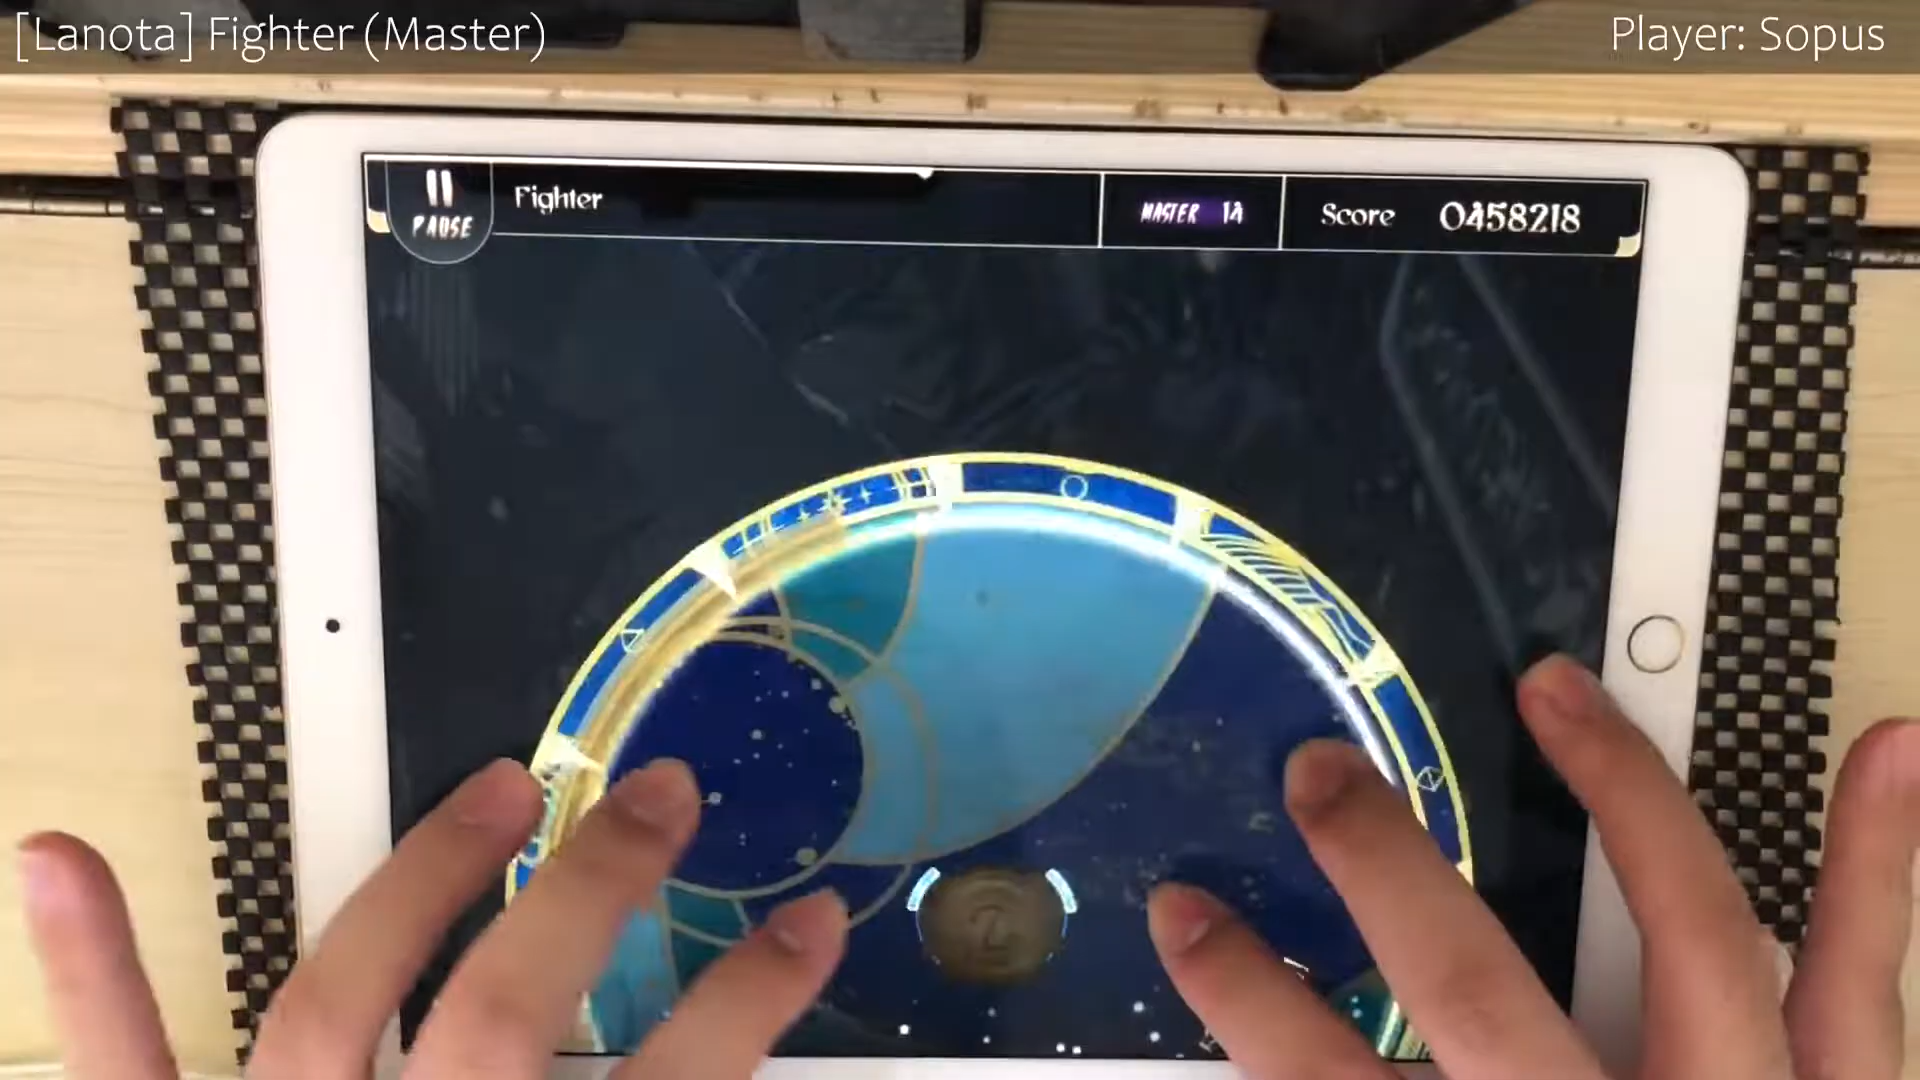 [Lanota] Fighter (Master)
Player: Sopus
PAUSE
Fighter
MASTER 14
Score 0458218